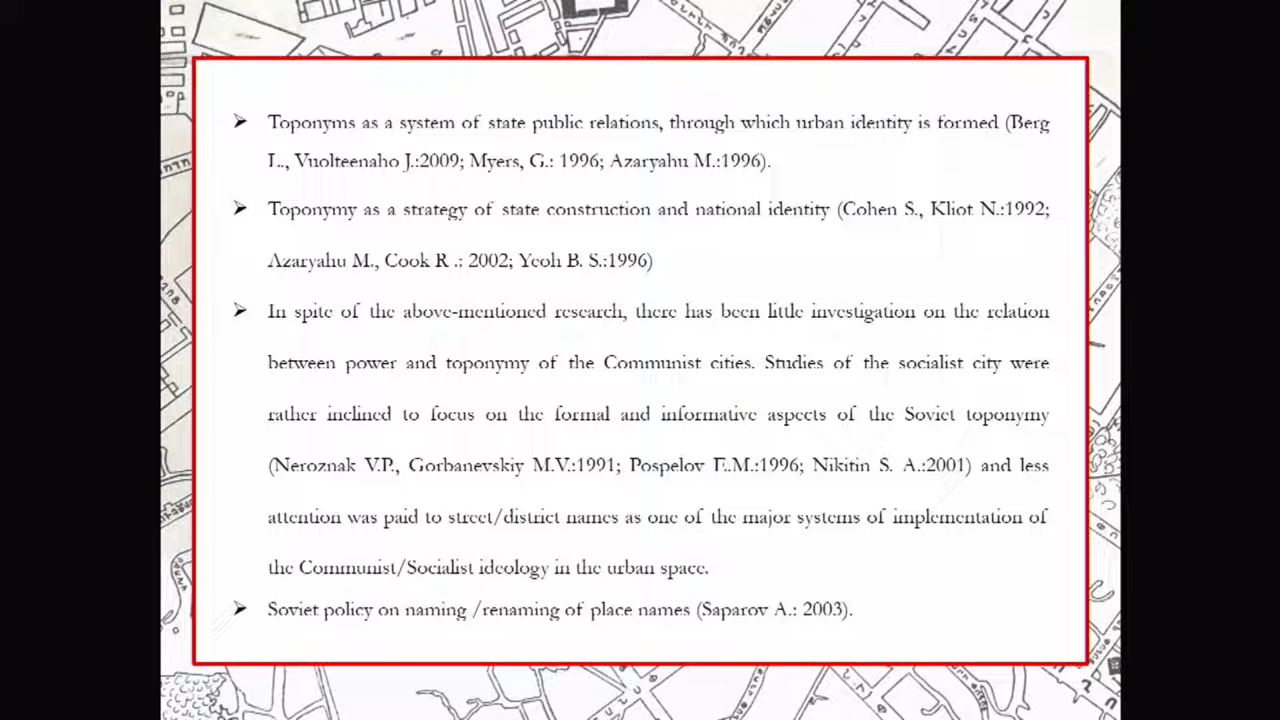 ➤ Toponyms as a system of state public relations, through which urban identity is formed (Berg
L., Vuolteenaho J.:2009; Myers, G.: 1996; Azaryahu M.:1996).
➤ Toponymy as a strategy of state construction and national identity (Cohen S., Kliot N.:1992;
Azaryahu M., Cook R .: 2002; Yeoh B. S.:1996)
➤ In spite of the above-mentioned research, there has been little investigation on the relation
between power and toponymy of the Communist cities. Studies of the socialist city were
rather inclined to focus on the formal and informative aspects of the Soviet toponymy
(Neroznak V.P., Gorbanevskiy M.V.:1991; Pospelov E.M.:1996; Nikitin S. A.:2001) and less
attention was paid to street/district names as one of the major systems of implementation of
the Communist/Socialist ideology in the urban space.
➤ Soviet policy on naming /renaming of place names (Saparov A.: 2003).